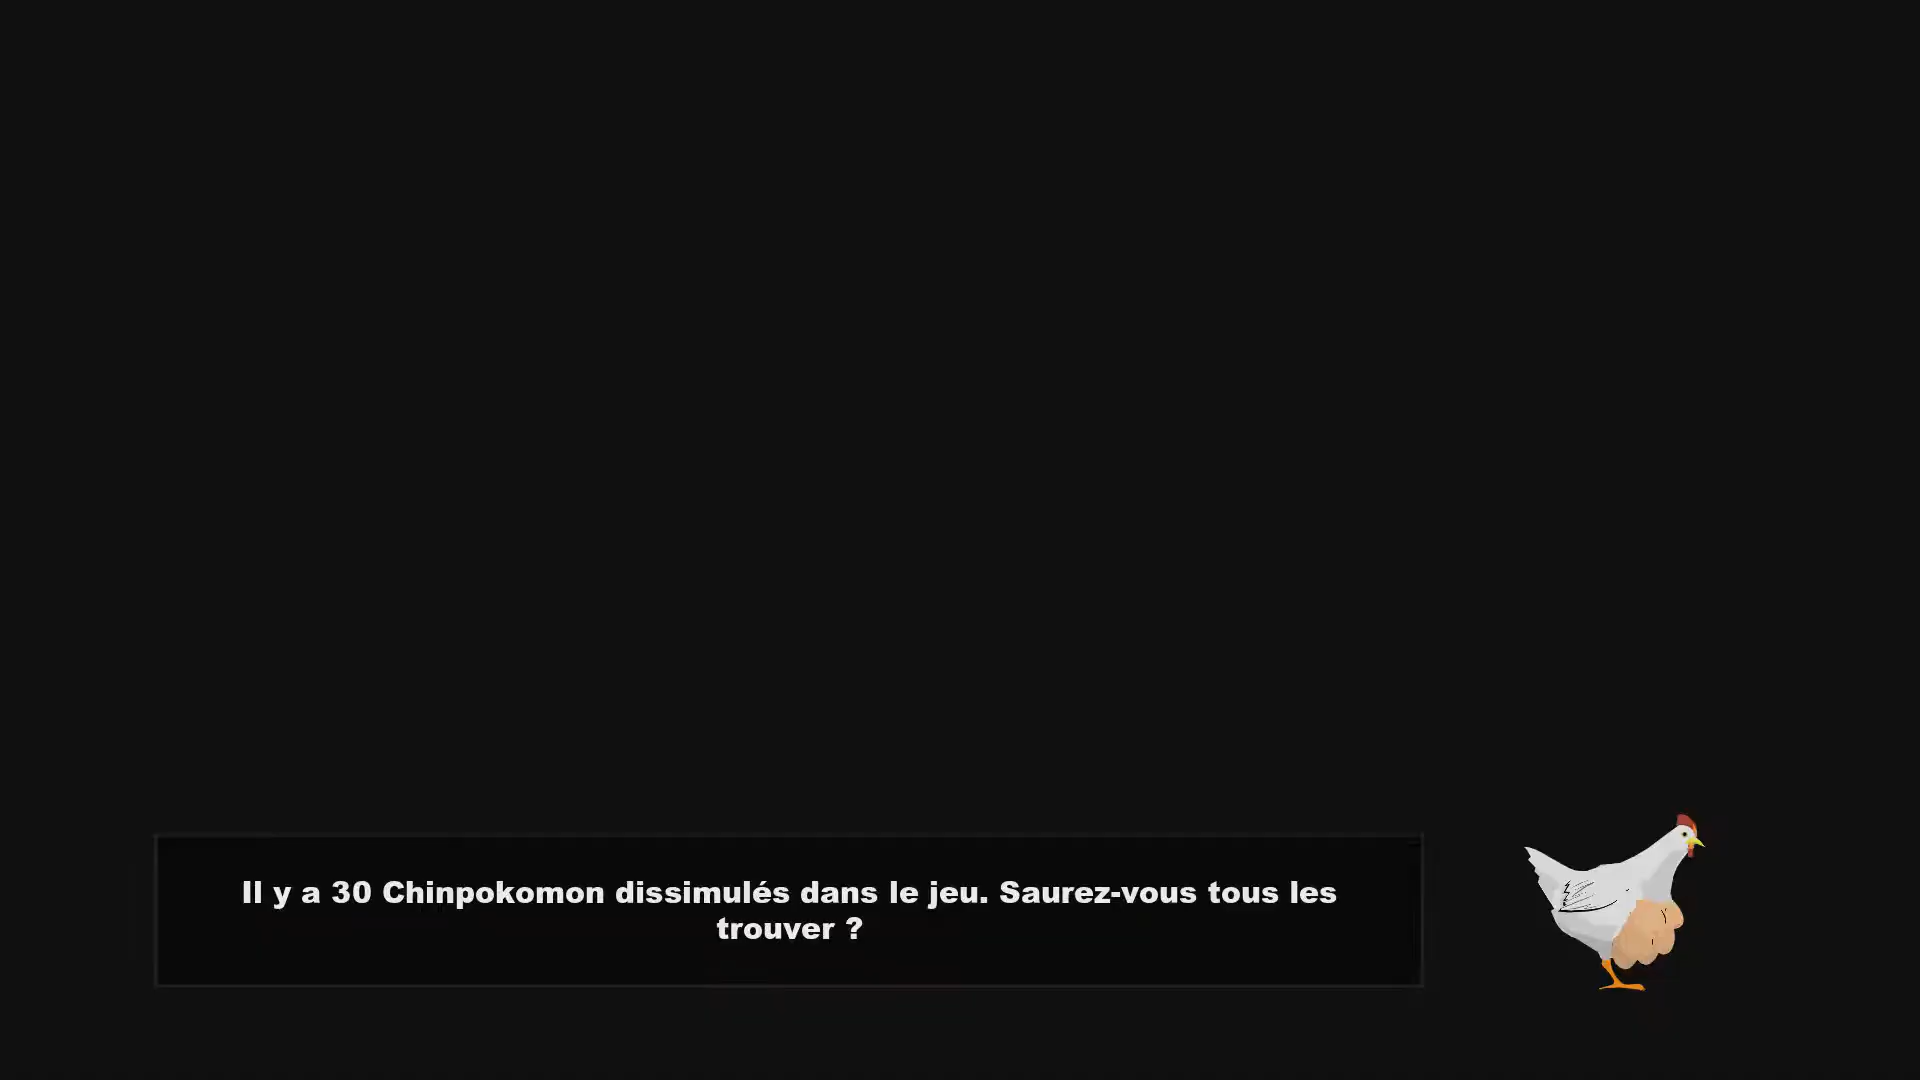 Il y a 30 Chinpokomon dissimulés dans le jeu. Saurez-vous tous les
trouver ?